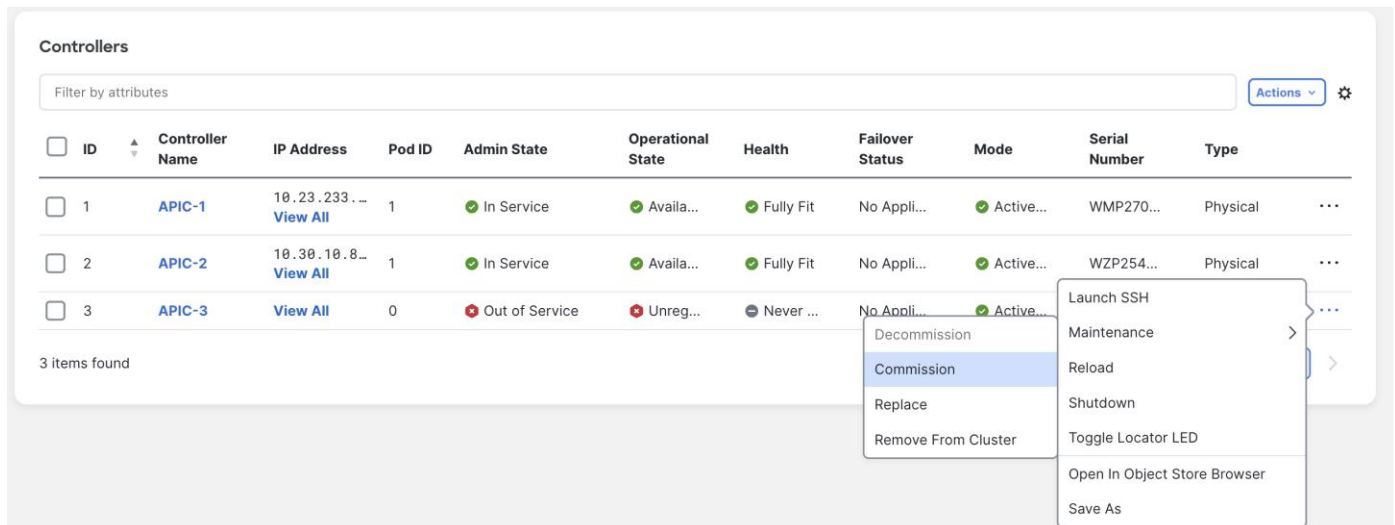 Controllers
Filter by attributes
Actions
ID Controller Name IP Address Pod ID Admin State Operational State Health Failover Status Mode Serial Number Type
1 APIC-1 10.23.233.… View All 1 In Service Availa... Fully Fit No Appli... Active... WMP270... Physical ...
2 APIC-2 10.30.10.8… View All 1 In Service Availa... Fully Fit No Appli... Active... WZP254... Physical ...
3 APIC-3 View All 0 Out of Service Unreg... Never ... No Appli... Active... ...
3 items found
Launch SSH
Maintenance
Reload
Shutdown
Toggle Locator LED
Open In Object Store Browser
Save As
Decommission
Commission
Replace
Remove From Cluster